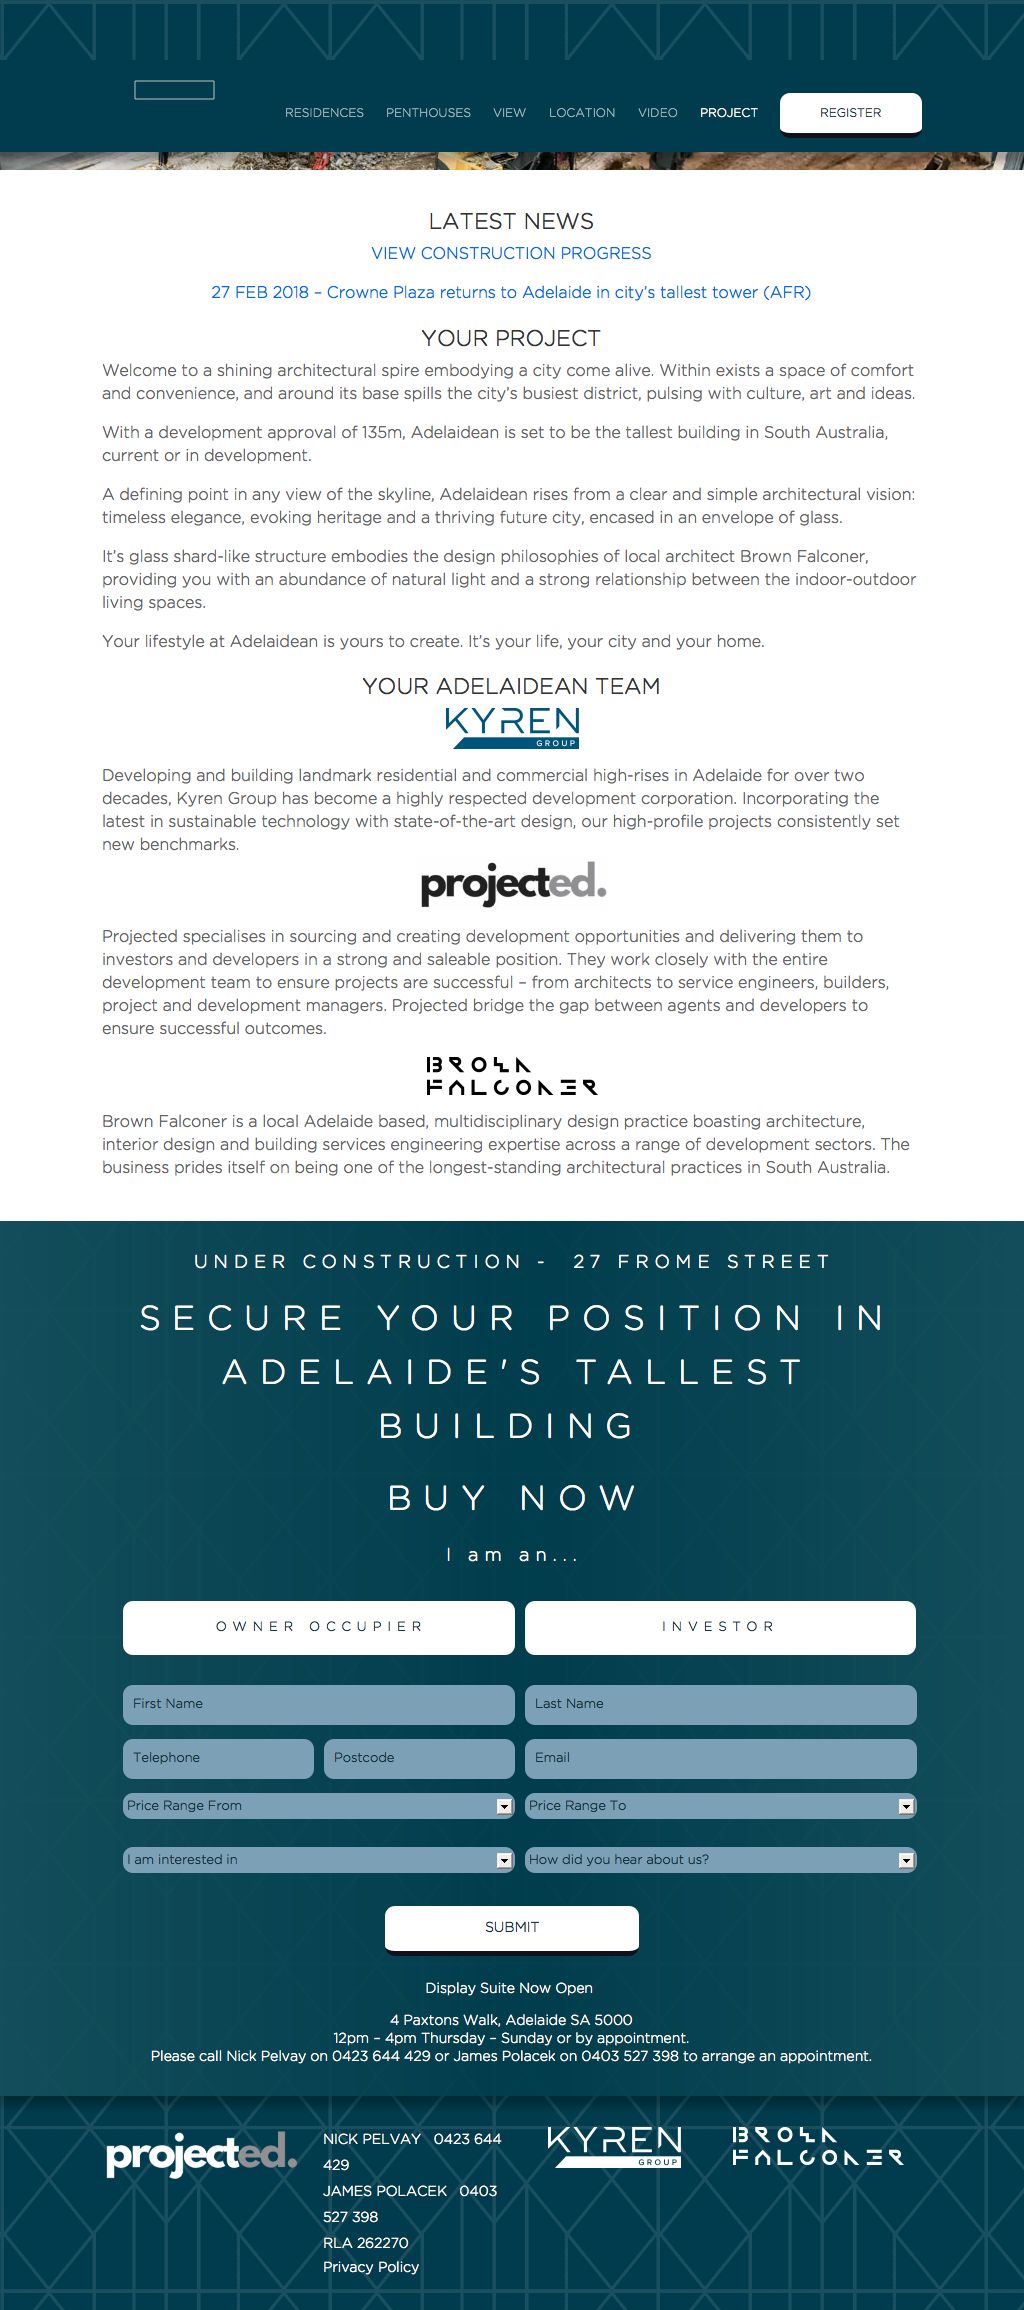 RESIDENCES PENTHOUSES VIEW LOCATION VIDEO PROJECT REGISTER
LATEST NEWS
VIEW CONSTRUCTION PROGRESS
27 FEB 2018 – Crowne Plaza returns to Adelaide in city's tallest tower (AFR)
YOUR PROJECT
Welcome to a shining architectural spire embodying a city come alive. Within exists a space of comfort
and convenience, and around its base spills the city's busiest district, pulsing with culture, art and ideas.
With a development approval of 135m, Adelaidean is set to be the tallest building in South Australia,
current or in development.
A defining point in any view of the skyline, Adelaidean rises from a clear and simple architectural vision:
timeless elegance, evoking heritage and a thriving future city, encased in an envelope of glass.
It's glass shard-like structure embodies the design philosophies of local architect Brown Falconer,
providing you with an abundance of natural light and a strong relationship between the indoor-outdoor
living spaces.
Your lifestyle at Adelaidean is yours to create. It's your life, your city and your home.
YOUR ADELAIDEAN TEAM
KYREN
GROUP
Developing and building landmark residential and commercial high-rises in Adelaide for over two
decades, Kyren Group has become a highly respected development corporation. Incorporating the
latest in sustainable technology with state-of-the-art design, our high-profile projects consistently set
new benchmarks.
projected.
Projected specialises in sourcing and creating development opportunities and delivering them to
investors and developers in a strong and saleable position. They work closely with the entire
development team to ensure projects are successful – from architects to service engineers, builders,
project and development managers. Projected bridge the gap between agents and developers to
ensure successful outcomes.
BROWN
FALCONER
Brown Falconer is a local Adelaide based, multidisciplinary design practice boasting architecture,
interior design and building services engineering expertise across a range of development sectors. The
business prides itself on being one of the longest-standing architectural practices in South Australia.
UNDER CONSTRUCTION - 27 FROME STREET
SECURE YOUR POSITION IN
ADELAIDE'S TALLEST
BUILDING
BUY NOW
I am an...
OWNER OCCUPIER INVESTOR
First Name Last Name
Telephone Postcode Email
Price Range From Price Range To
I am interested in How did you hear about us?
SUBMIT
Display Suite Now Open
4 Paxtons Walk, Adelaide SA 5000
12pm – 4pm Thursday – Sunday or by appointment.
Please call Nick Pelvay on 0423 644 429 or James Polacek on 0403 527 398 to arrange an appointment.
projected.
NICK PELVAY 0423 644
429
JAMES POLACEK 0403
527 398
RLA 262270
Privacy Policy
KYREN
GROUP
BROWN
FALCONER